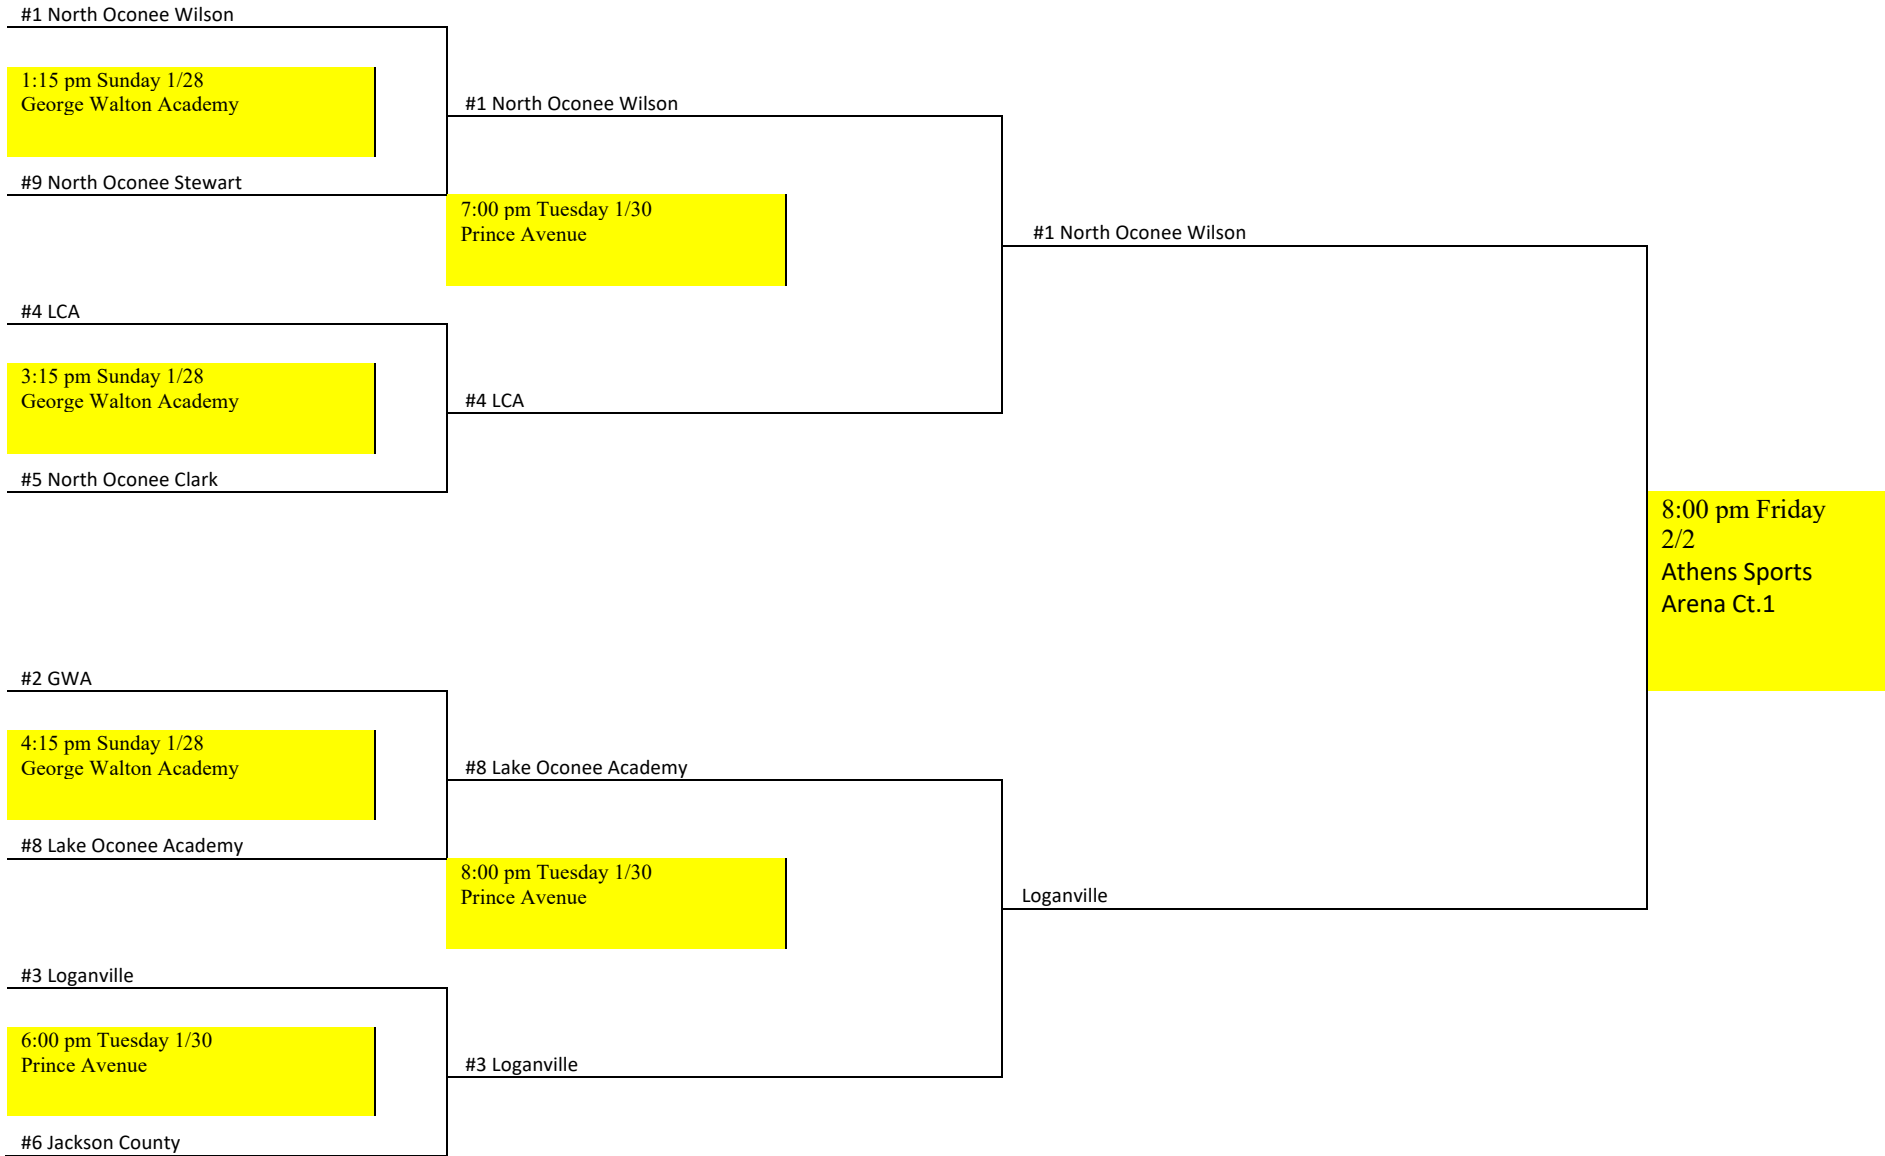 #1 North Oconee Wilson
1:15 pm Sunday 1/28
George Walton Academy
#1 North Oconee Wilson
#9 North Oconee Stewart
7:00 pm Tuesday 1/30
Prince Avenue
#1 North Oconee Wilson
#4 LCA
3:15 pm Sunday 1/28
George Walton Academy
#4 LCA
#5 North Oconee Clark
8:00 pm Friday
2/2
Athens Sports
Arena Ct.1
#2 GWA
4:15 pm Sunday 1/28
George Walton Academy
#8 Lake Oconee Academy
#8 Lake Oconee Academy
8:00 pm Tuesday 1/30
Prince Avenue
Loganville
#3 Loganville
6:00 pm Tuesday 1/30
Prince Avenue
#3 Loganville
#6 Jackson County